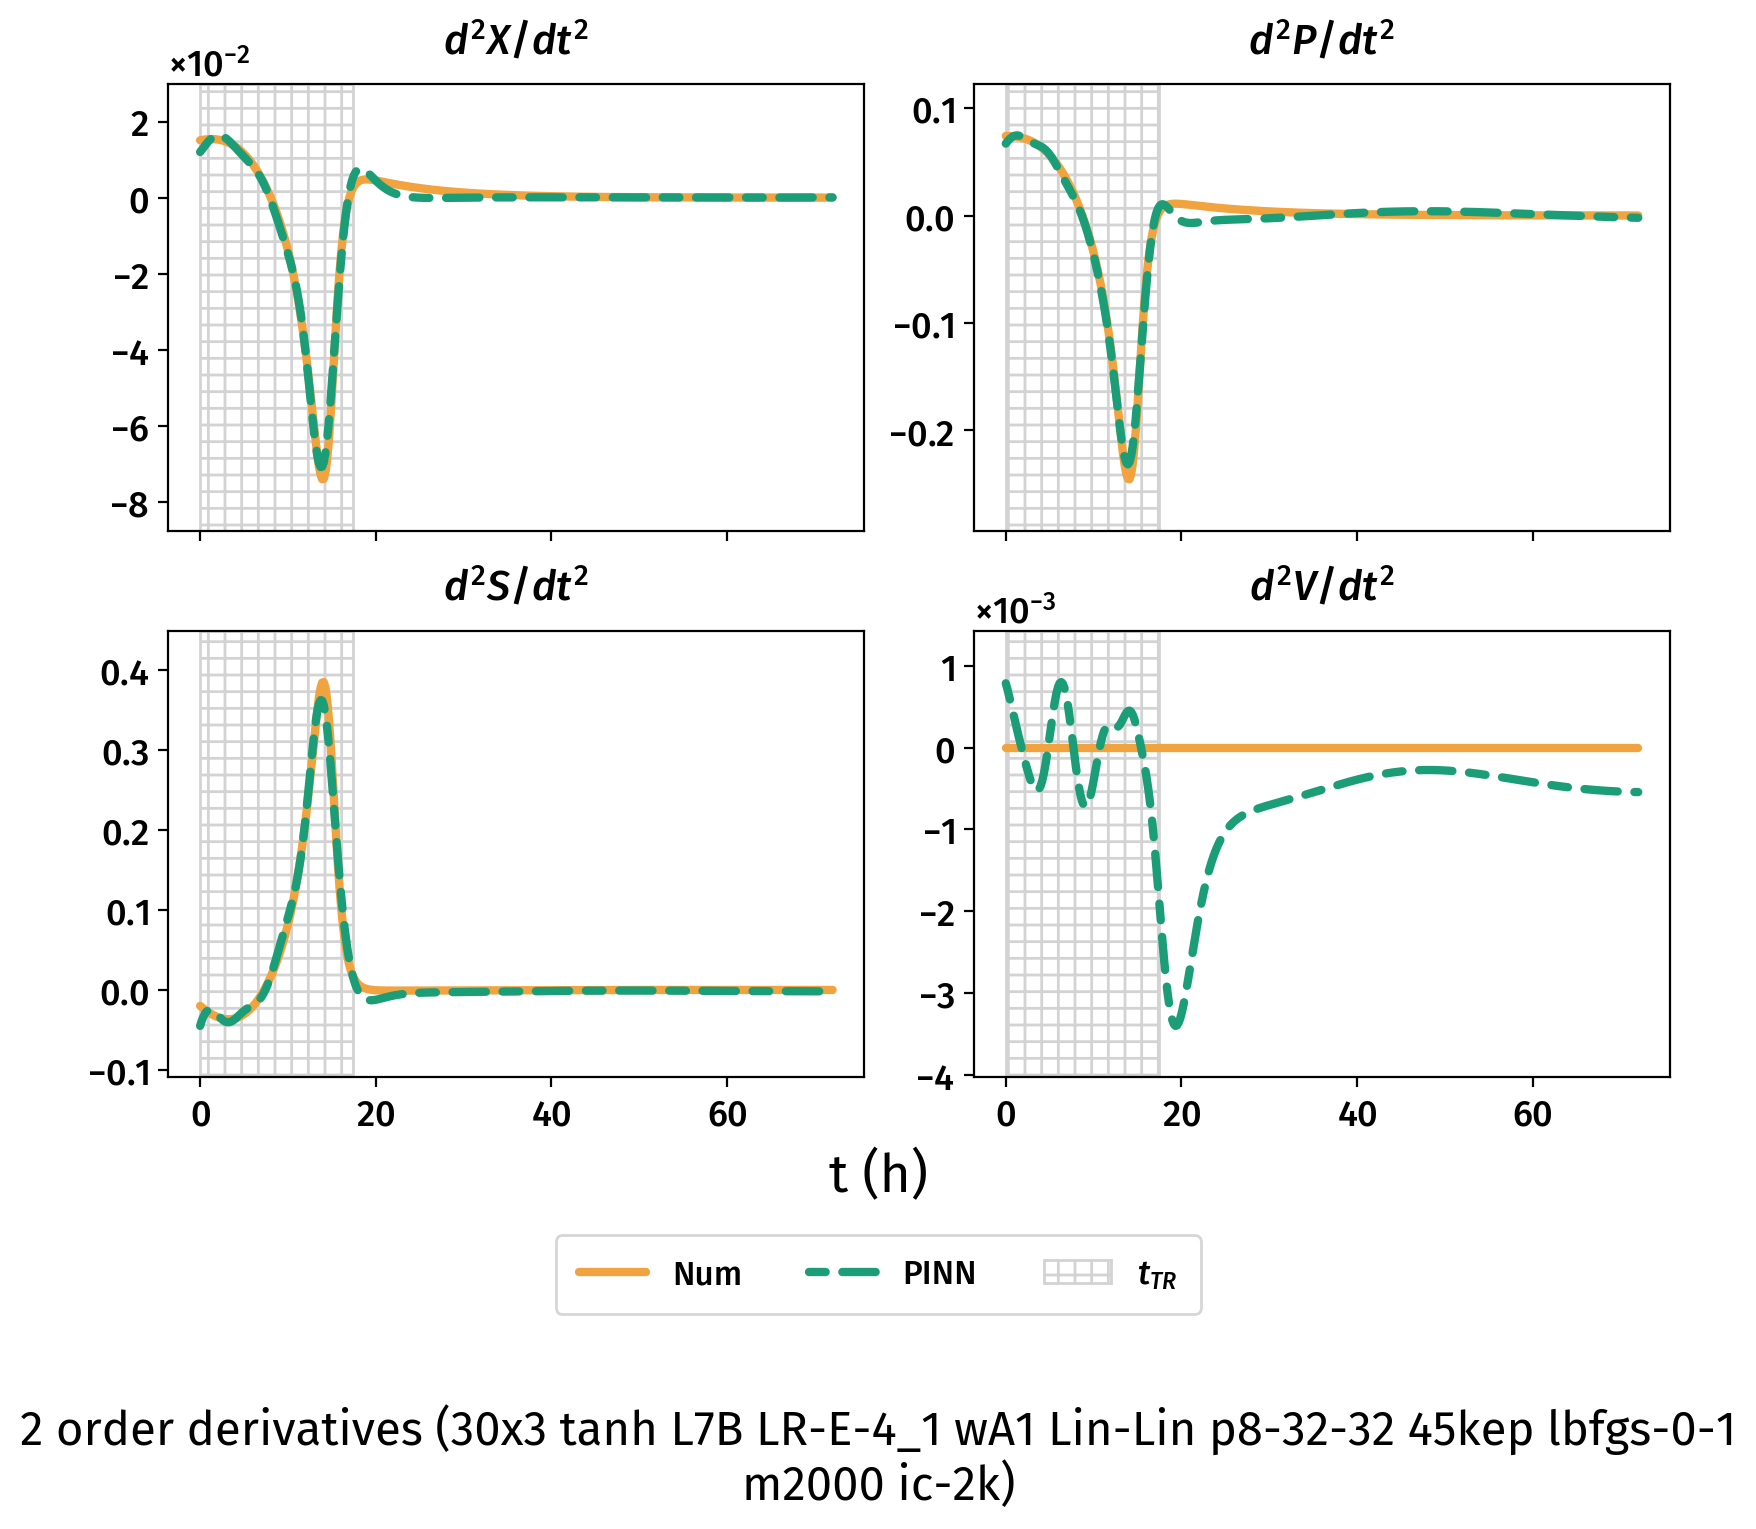 d²X/dt²
d²P/dt²
×10⁻²
2
0
−2
−4
−6
−8
0.1
0.0
−0.1
−0.2
d²S/dt²
d²V/dt²
×10⁻³
0.4
0.3
0.2
0.1
0.0
−0.1
1
0
−1
−2
−3
−4
0 20 40 60
0 20 40 60
t (h)
Num PINN t_TR
2 order derivatives (30x3 tanh L7B LR-E-4_1 wA1 Lin-Lin p8-32-32 45kep lbfgs-0-1
m2000 ic-2k)